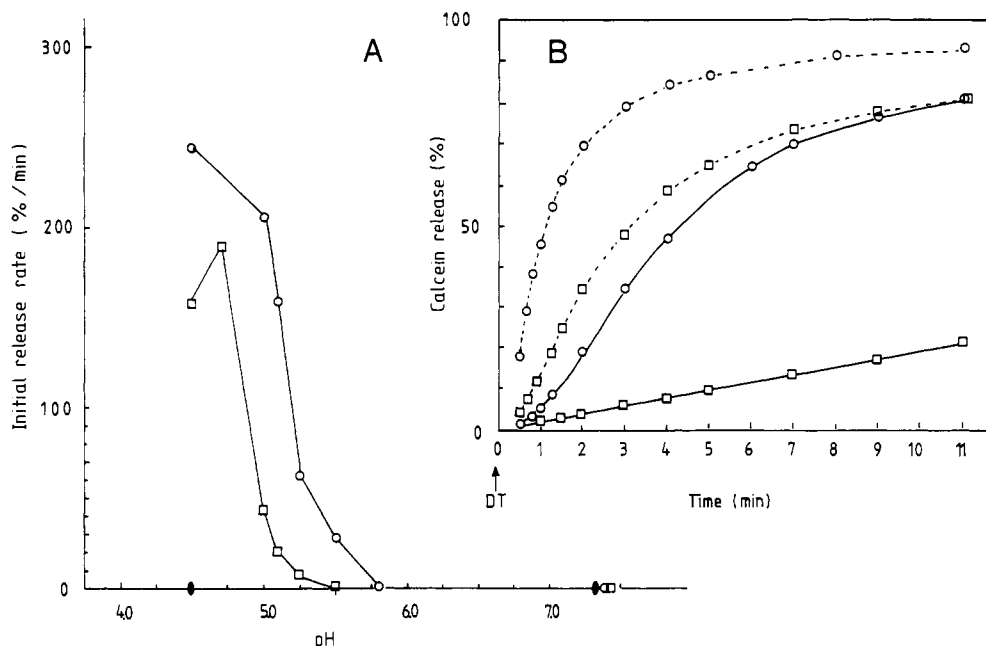 A
Initial release rate (%/min)
300
200
100
0
4.0
5.0
6.0
7.0
pH
B
Calcein release (%)
100
50
0
0 1 2 3 4 5 6 7 8 9 10 11
DT
Time (min)